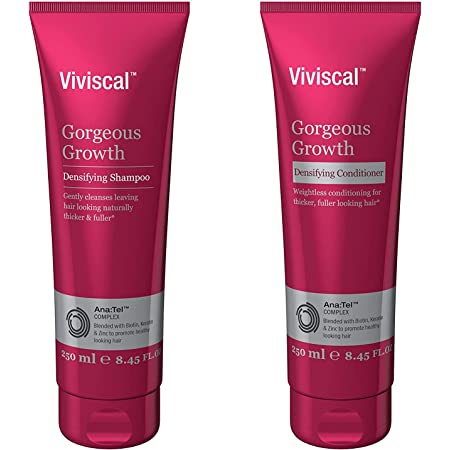 Viviscal™
Gorgeous
Growth
Densifying Shampoo
Gently cleanses leaving
hair looking naturally
thicker & fuller*
Ana:Tel™
COMPLEX
Blended with Biotin, Keratin
& Zinc to promote healthy
looking hair
250 ml e 8.45 FL.OZ
Viviscal™
Gorgeous
Growth
Densifying Conditioner
Weightless conditioning for
thicker, fuller looking hair*
Ana:Tel™
COMPLEX
Blended with Biotin, Keratin
& Zinc to promote healthy
looking hair
250 ml e 8.45 FL.OZ